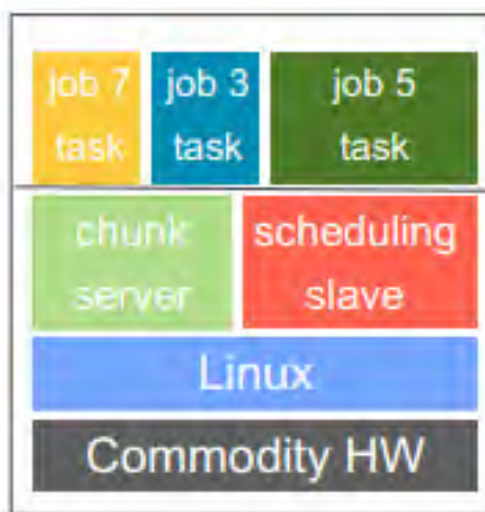 job 7
task
job 3
task
job 5
task
chunk
server
scheduling
slave
Linux
Commodity HW